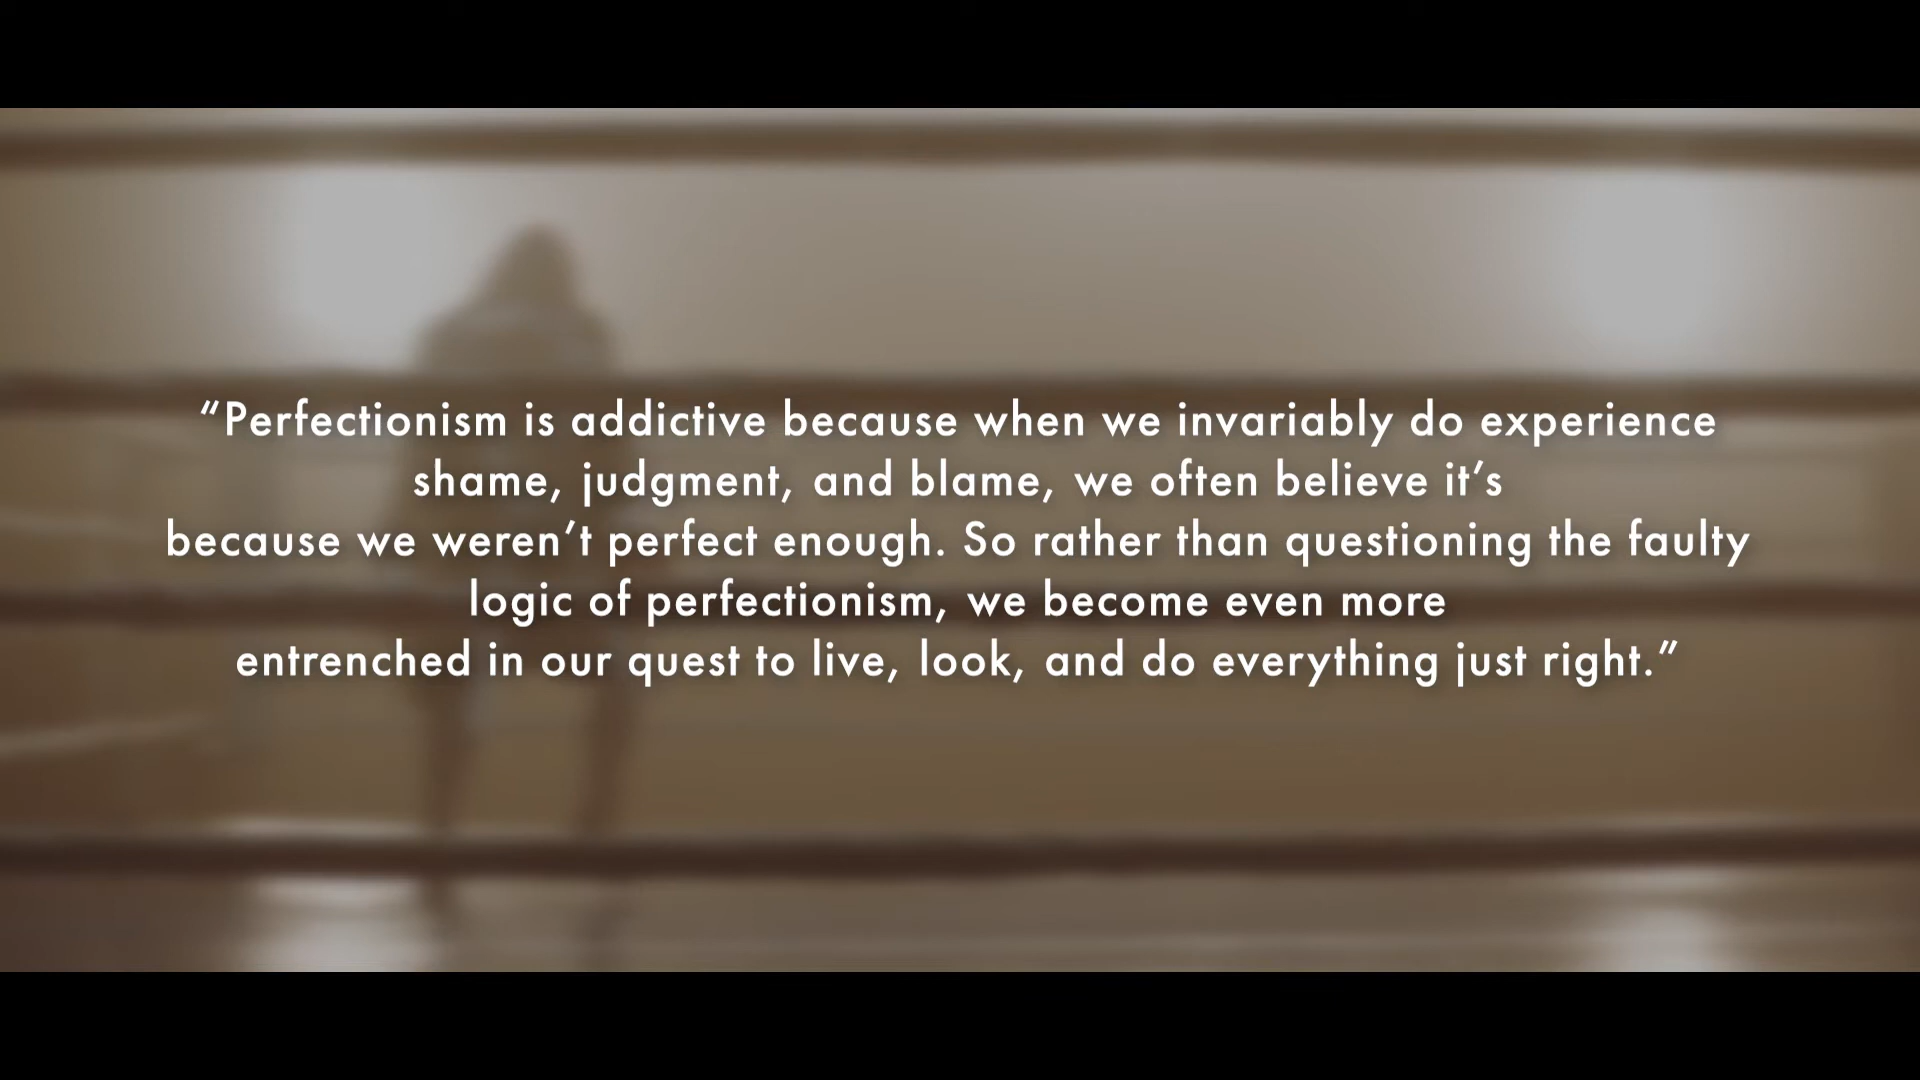 “Perfectionism is addictive because when we invariably do experience
shame, judgment, and blame, we often believe it’s
because we weren’t perfect enough. So rather than questioning the faulty
logic of perfectionism, we become even more
entrenched in our quest to live, look, and do everything just right.”